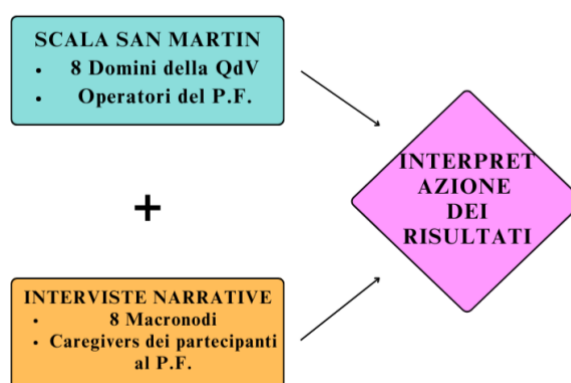 SCALA SAN MARTIN
• 8 Domini della QdV
• Operatori del P.F.
+
INTERVISTE NARRATIVE
• 8 Macronodi
• Caregivers dei partecipanti
al P.F.
INTERPRET
AZIONE
DEI
RISULTATI